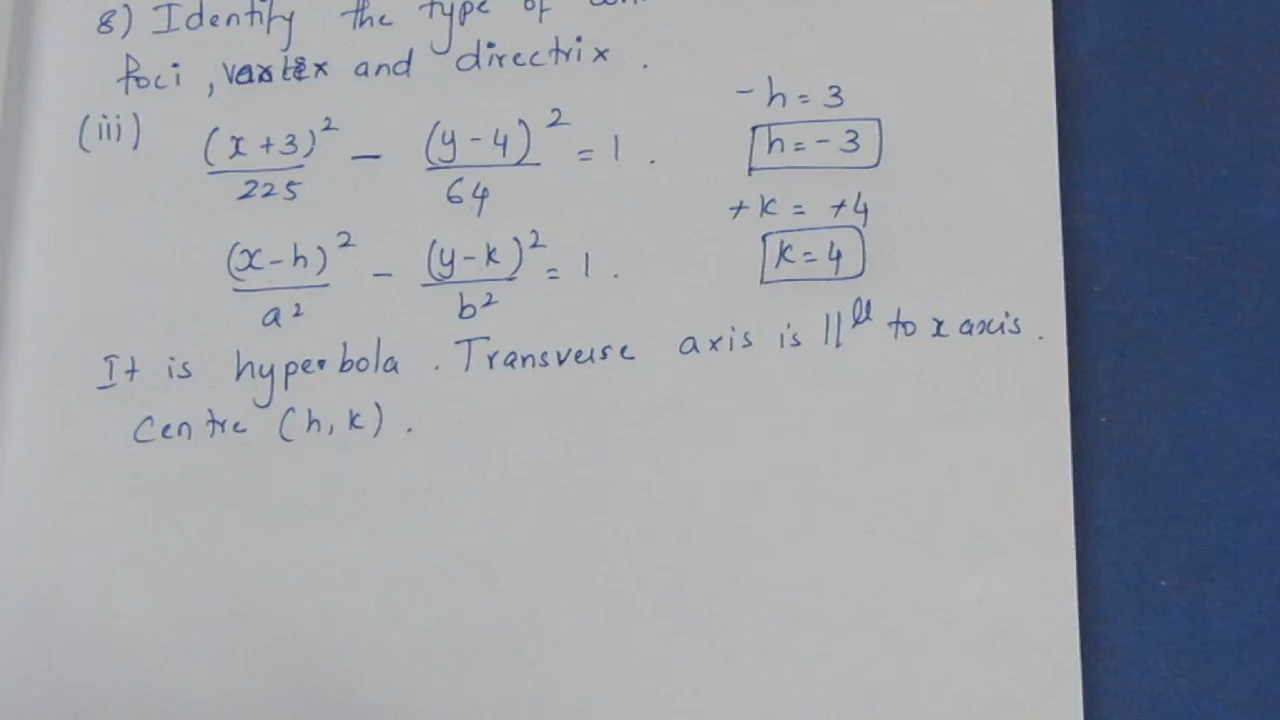 8) Identify the type of
foci, vertex and directrix.
(iii) (x+3)²/225 − (y−4)²/64 = 1.
(x−h)²/a² − (y−k)²/b² = 1.
-h = 3
h = -3
+k = +4
k = 4
It is hyperbola. Transverse axis is ||ˡˡ to x axis.
Centre (h, k).